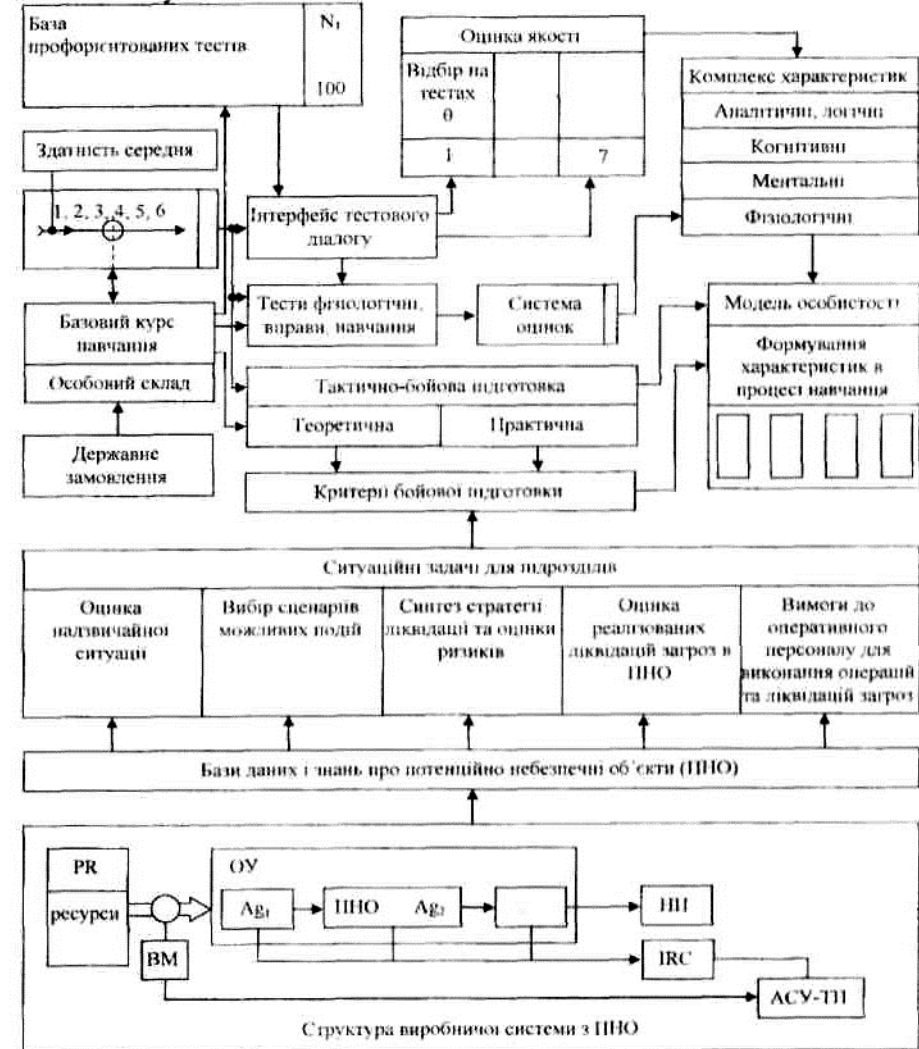 База
профорієнтованих тестів
N₁
100
Оцінка якості
Відбір на
тестах
0
1
7
Комплекс характеристик
Аналітичні, логічні
Когнітивні
Ментальні
Фізіологічні
Здатність середня
1, 2, 3, 4, 5, 6
Інтерфейс тестового
діалогу
Тести фізіологічні,
вправи, навчання
Система
оцінок
Модель особистості
Формування
характеристик в
процесі навчання
Базовий курс
навчання
Особовий склад
Державне
замовлення
Тактично-бойова підготовка
Теоретична
Практична
Критерії бойової підготовки
Ситуаційні задачі для підрозділів
Оцінка
надзвичайної
ситуації
Вибір сценаріїв
можливих подій
Синтез стратегії
ліквідації та оцінки
ризиків
Оцінка
реалізованих
ліквідацій загроз в
ПНО
Вимоги до
оперативного
персоналу для
виконання операцій
та ліквідацій загроз
Бази даних і знань про потенційно небезпечні об'єкти (ПНО)
PR
ресурси
ВМ
ОУ
Ag₁
ПНО Ag₂
НП
IRC
АСУ-ТП
Структура виробничої системи з ПНО